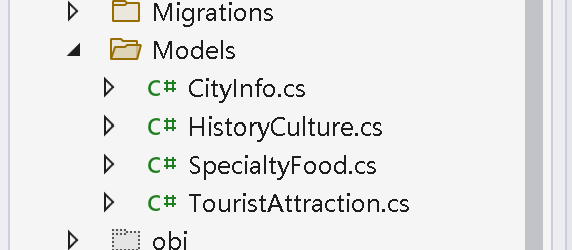 Migrations
Models
C# CityInfo.cs
C# HistoryCulture.cs
C# SpecialtyFood.cs
C# TouristAttraction.cs
obj